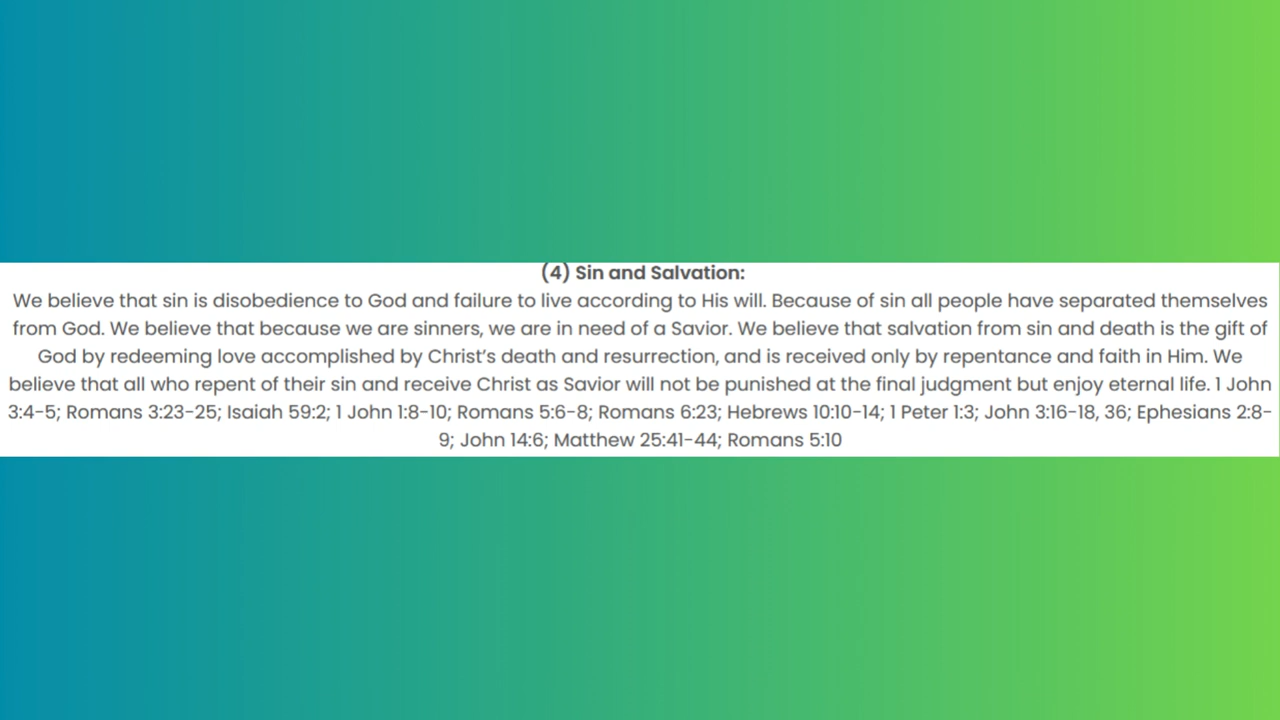 (4) Sin and Salvation:
We believe that sin is disobedience to God and failure to live according to His will. Because of sin all people have separated themselves
from God. We believe that because we are sinners, we are in need of a Savior. We believe that salvation from sin and death is the gift of
God by redeeming love accomplished by Christ’s death and resurrection, and is received only by repentance and faith in Him. We
believe that all who repent of their sin and receive Christ as Savior will not be punished at the final judgment but enjoy eternal life. 1 John
3:4-5; Romans 3:23-25; Isaiah 59:2; 1 John 1:8-10; Romans 5:6-8; Romans 6:23; Hebrews 10:10-14; 1 Peter 1:3; John 3:16-18, 36; Ephesians 2:8-
9; John 14:6; Matthew 25:41-44; Romans 5:10